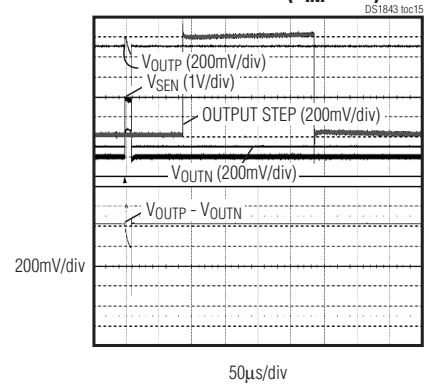 DS1843 toc15
VOUTP (200mV/div)
VSEN (1V/div)
OUTPUT STEP (200mV/div)
VOUTN (200mV/div)
VOUTP - VOUTN
200mV/div
50μs/div